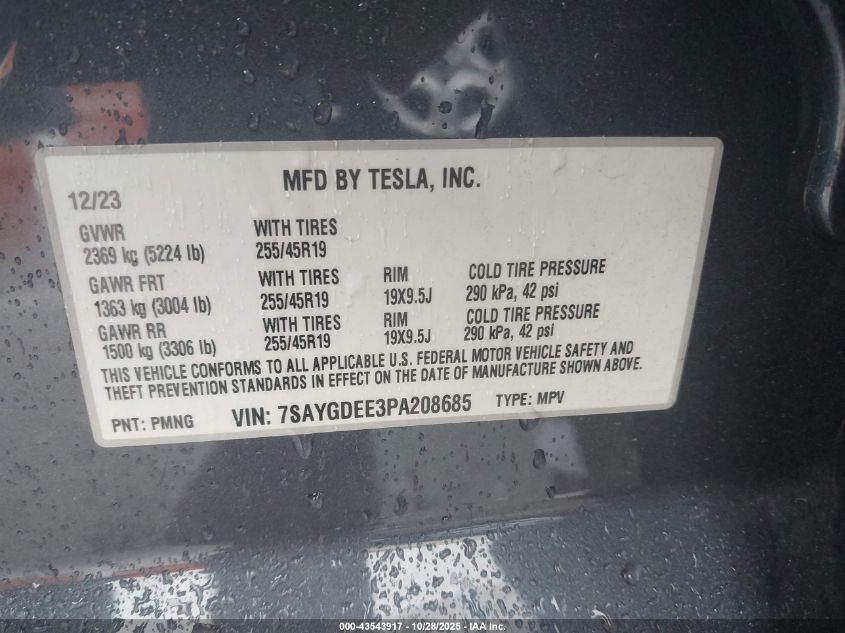 MFD BY TESLA, INC.
12/23
GVWR WITH TIRES
2369 kg (5224 lb) 255/45R19
GAWR FRT WITH TIRES RIM COLD TIRE PRESSURE
1363 kg (3004 lb) 255/45R19 19X9.5J 290 kPa, 42 psi
GAWR RR WITH TIRES RIM COLD TIRE PRESSURE
1500 kg (3306 lb) 255/45R19 19X9.5J 290 kPa, 42 psi
THIS VEHICLE CONFORMS TO ALL APPLICABLE U.S. FEDERAL MOTOR VEHICLE SAFETY AND
THEFT PREVENTION STANDARDS IN EFFECT ON THE DATE OF MANUFACTURE SHOWN ABOVE.
PNT: PMNG VIN: 7SAYGDEE3PA208685 TYPE: MPV
000-43543917 - 10/28/2025 - IAA Inc.